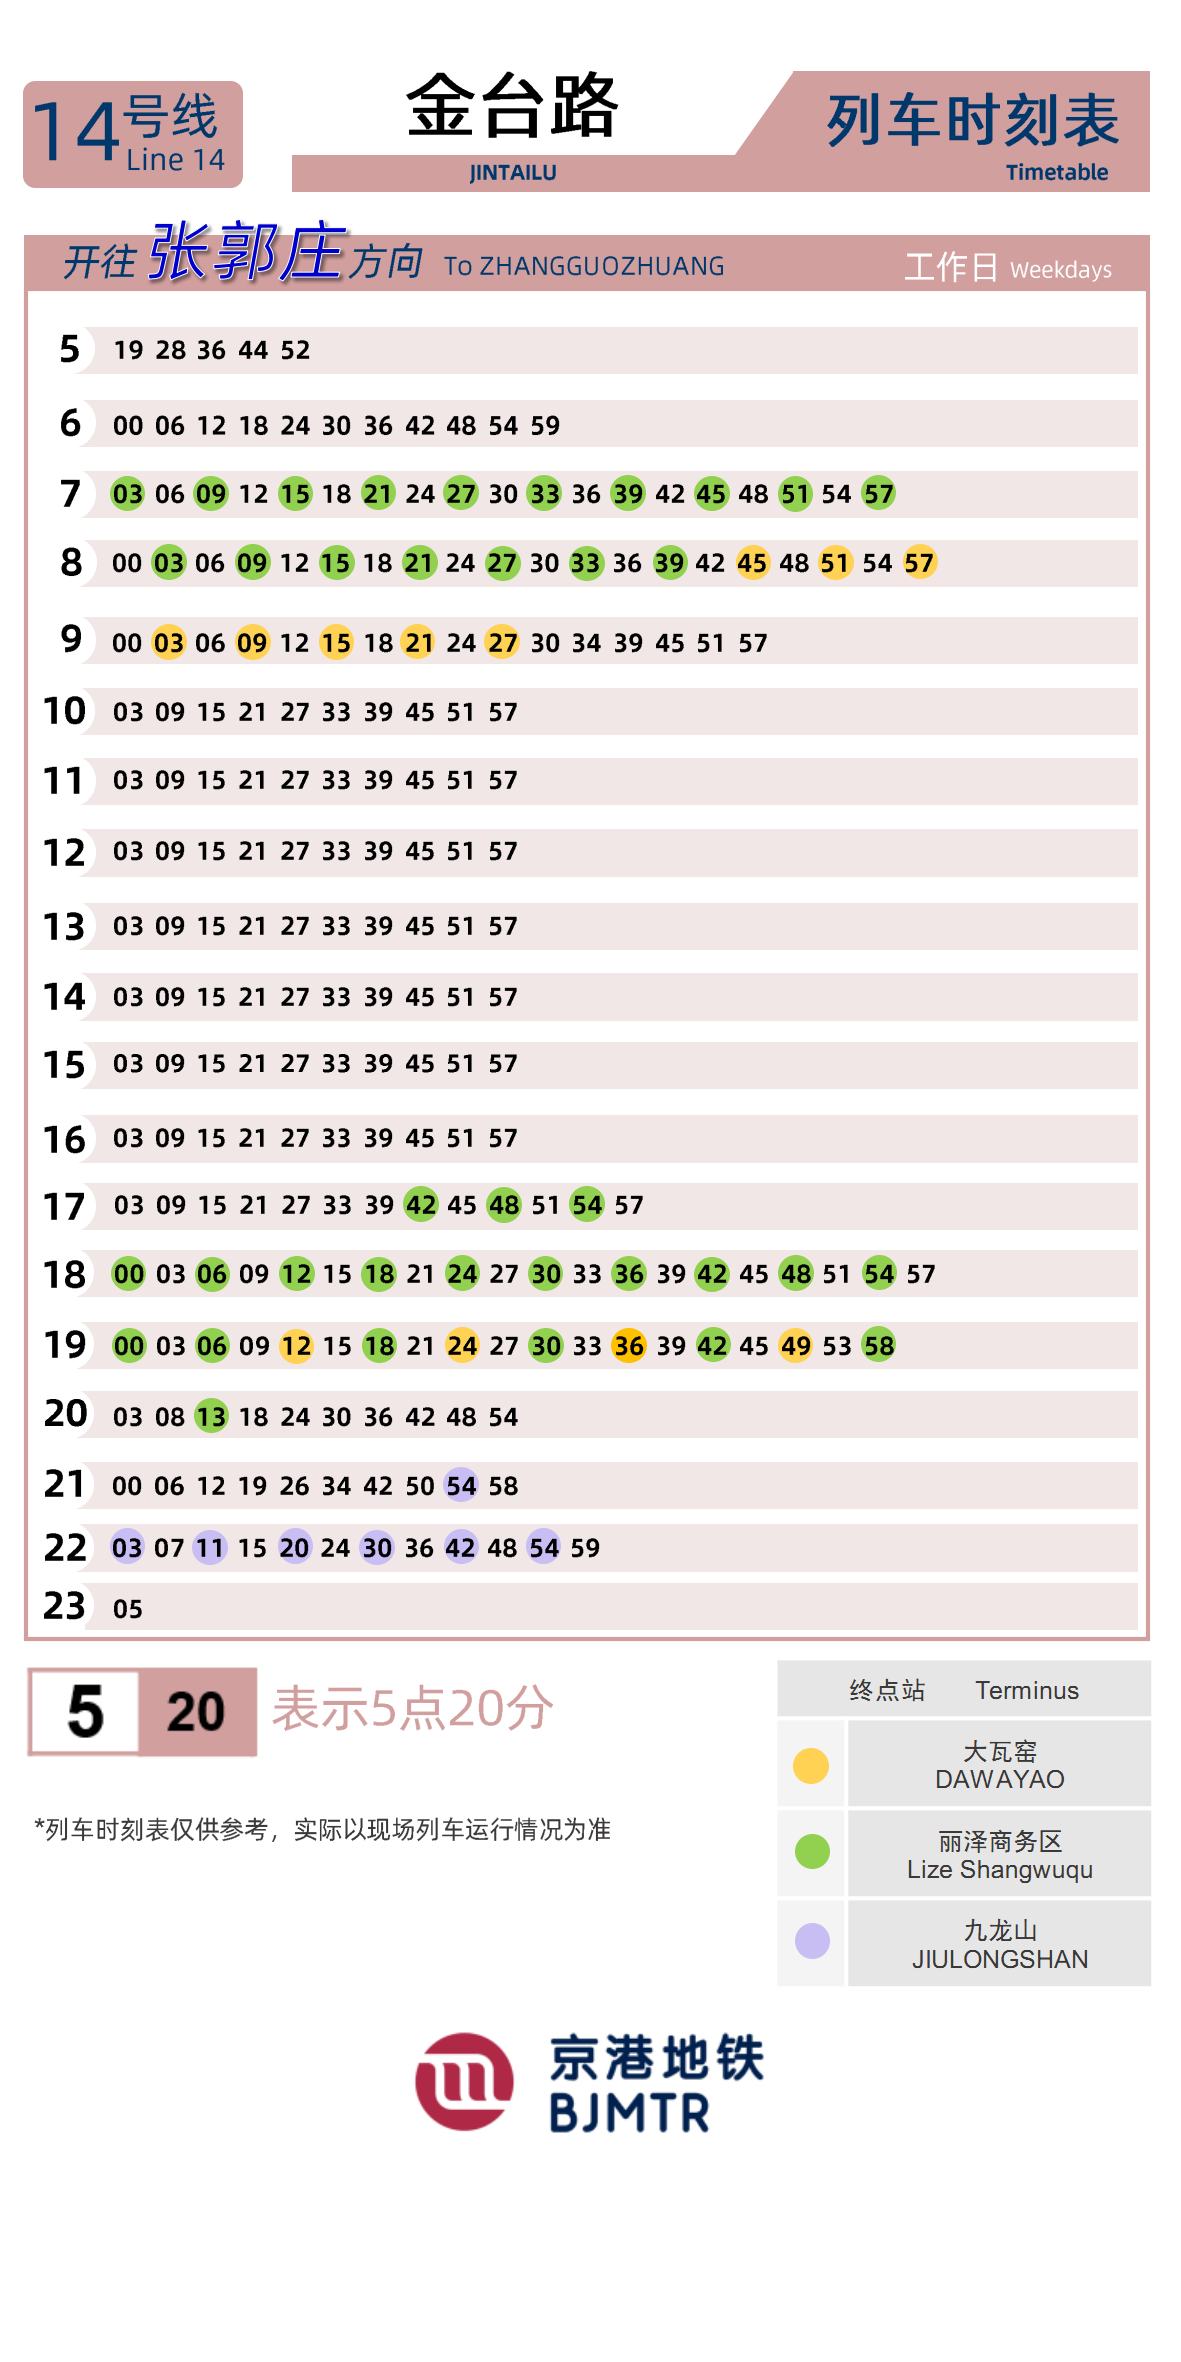 14号线
Line 14
金台路
JINTAILU
列车时刻表
Timetable
开往 张郭庄 方向 To ZHANGGUOZHUANG 工作日 Weekdays
5 19 28 36 44 52
6 00 06 12 18 24 30 36 42 48 54 59
7 03 06 09 12 15 18 21 24 27 30 33 36 39 42 45 48 51 54 57
8 00 03 06 09 12 15 18 21 24 27 30 33 36 39 42 45 48 51 54 57
9 00 03 06 09 12 15 18 21 24 27 30 34 39 45 51 57
10 03 09 15 21 27 33 39 45 51 57
11 03 09 15 21 27 33 39 45 51 57
12 03 09 15 21 27 33 39 45 51 57
13 03 09 15 21 27 33 39 45 51 57
14 03 09 15 21 27 33 39 45 51 57
15 03 09 15 21 27 33 39 45 51 57
16 03 09 15 21 27 33 39 45 51 57
17 03 09 15 21 27 33 39 42 45 48 51 54 57
18 00 03 06 09 12 15 18 21 24 27 30 33 36 39 42 45 48 51 54 57
19 00 03 06 09 12 15 18 21 24 27 30 33 36 39 42 45 49 53 58
20 03 08 13 18 24 30 36 42 48 54
21 00 06 12 19 26 34 42 50 54 58
22 03 07 11 15 20 24 30 36 42 48 54 59
23 05
5 20 表示5点20分
*列车时刻表仅供参考，实际以现场列车运行情况为准
终点站 Terminus
大瓦窑
DAWAYAO
丽泽商务区
Lize Shangwuqu
九龙山
JIULONGSHAN
京港地铁
BJMTR